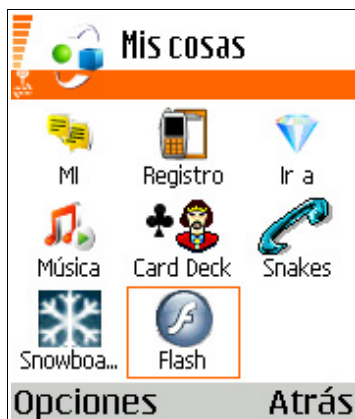 Mis cosas
MI Registro Ir a
Música Card Deck Snakes
Snowboa... Flash
Opciones Atrás